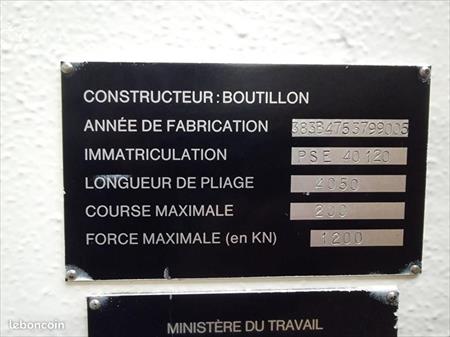 CONSTRUCTEUR : BOUTILLON
ANNÉE DE FABRICATION 383B4753799005
IMMATRICULATION PSE 40120
LONGUEUR DE PLIAGE 4050
COURSE MAXIMALE 200
FORCE MAXIMALE (en KN) 1200
MINISTÈRE DU TRAVAIL
leboncoin